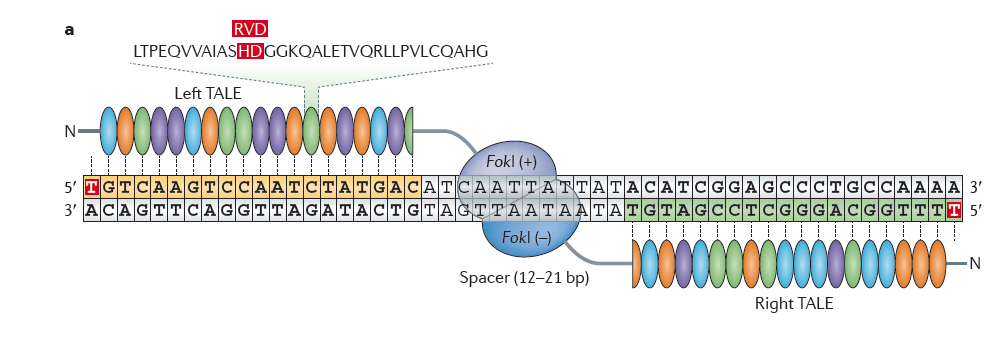 a
RVD
LTPEQVVAIASHDGGKQALETVQRLLPVLCQAHG
Left TALE
N
FokI (+)
5′ TGTCAAGTCCAATCTATGACATCAATTATTATACATCGGAGCCCTGCCAAAA 3′
3′ ACAGTTCAGGTTAGATACTGTAGTTAATAATATGTAGCCTCGGGACGGTTTT 5′
FokI (–)
N
Spacer (12–21 bp)
Right TALE